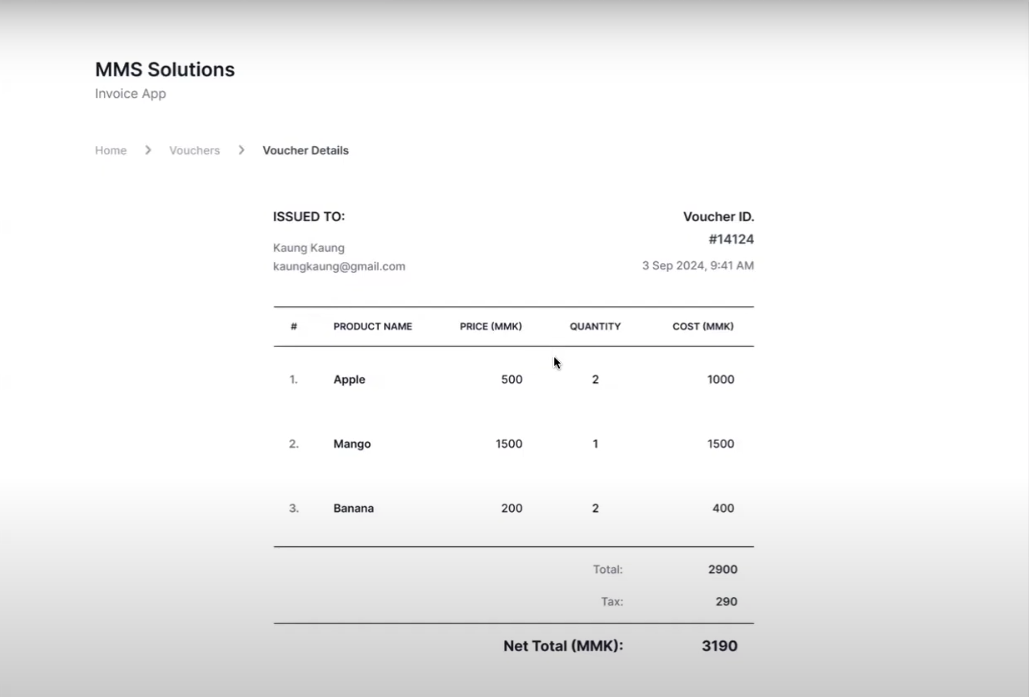 MMS Solutions
Invoice App
Home > Vouchers > Voucher Details
ISSUED TO: Voucher ID.
#14124
Kaung Kaung
kaungkaung@gmail.com 3 Sep 2024, 9:41 AM
# PRODUCT NAME PRICE (MMK) QUANTITY COST (MMK)
1. Apple 500 2 1000
2. Mango 1500 1 1500
3. Banana 200 2 400
Total: 2900
Tax: 290
Net Total (MMK): 3190